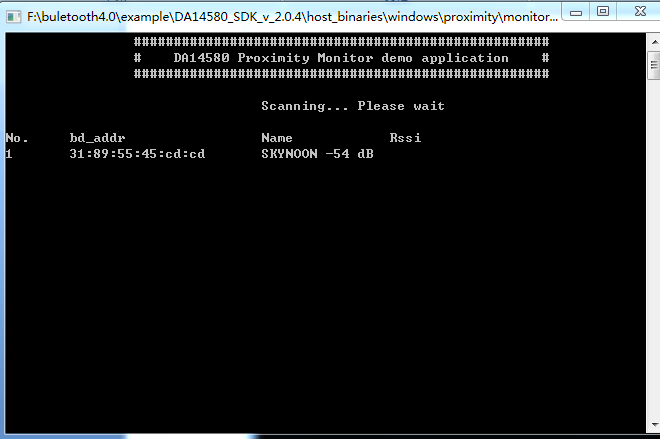 F:\buletooth4.0\example\DA14580_SDK_v_2.0.4\host_binaries\windows\proximity\monitor...
######################################################
# DA14580 Proximity Monitor demo application #
######################################################
Scanning... Please wait
No. bd_addr Name Rssi
1 31:89:55:45:cd:cd SKYNOON -54 dB